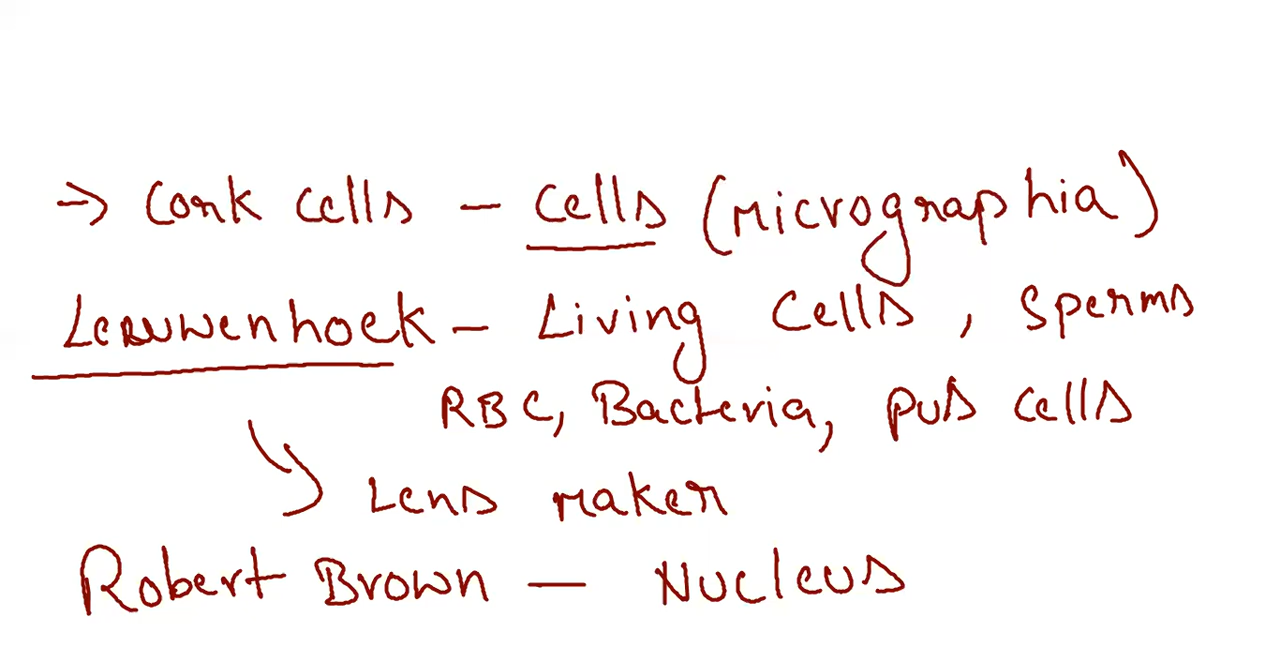 → Cork cells – cells (Micrographia)
Leeuwenhoek – Living cells, sperms
RBC, Bacteria, pus cells
Lens maker
Robert Brown — Nucleus